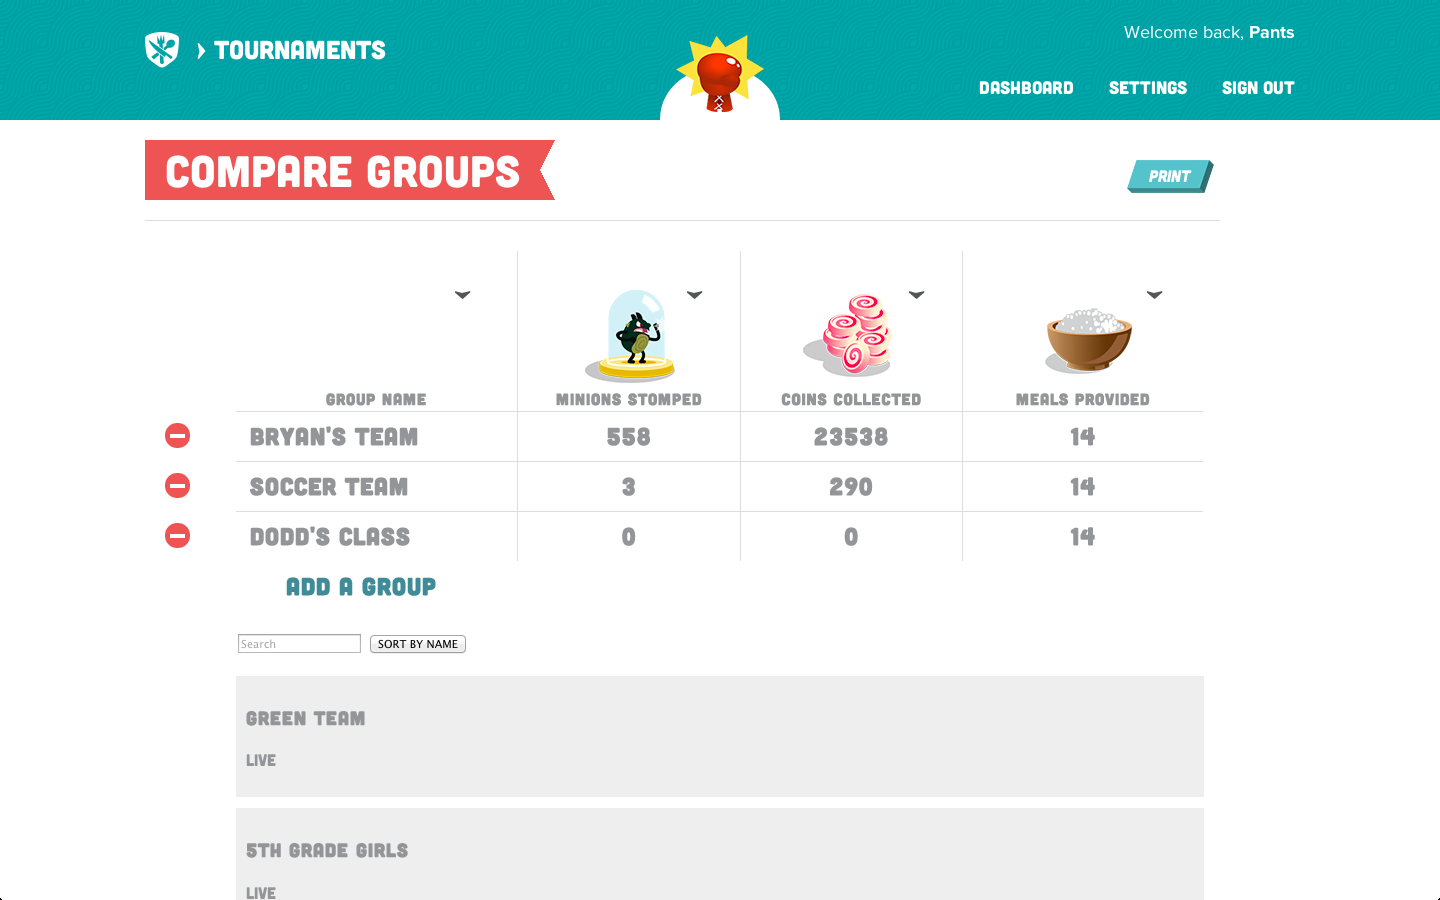 TOURNAMENTS
Welcome back, Pants
DASHBOARD SETTINGS SIGN OUT
COMPARE GROUPS
PRINT
GROUP NAME MINIONS STOMPED COINS COLLECTED MEALS PROVIDED
BRYAN'S TEAM 558 23538 14
SOCCER TEAM 3 290 14
DODD'S CLASS 0 0 14
ADD A GROUP
Search SORT BY NAME
GREEN TEAM
LIVE
5TH GRADE GIRLS
LIVE